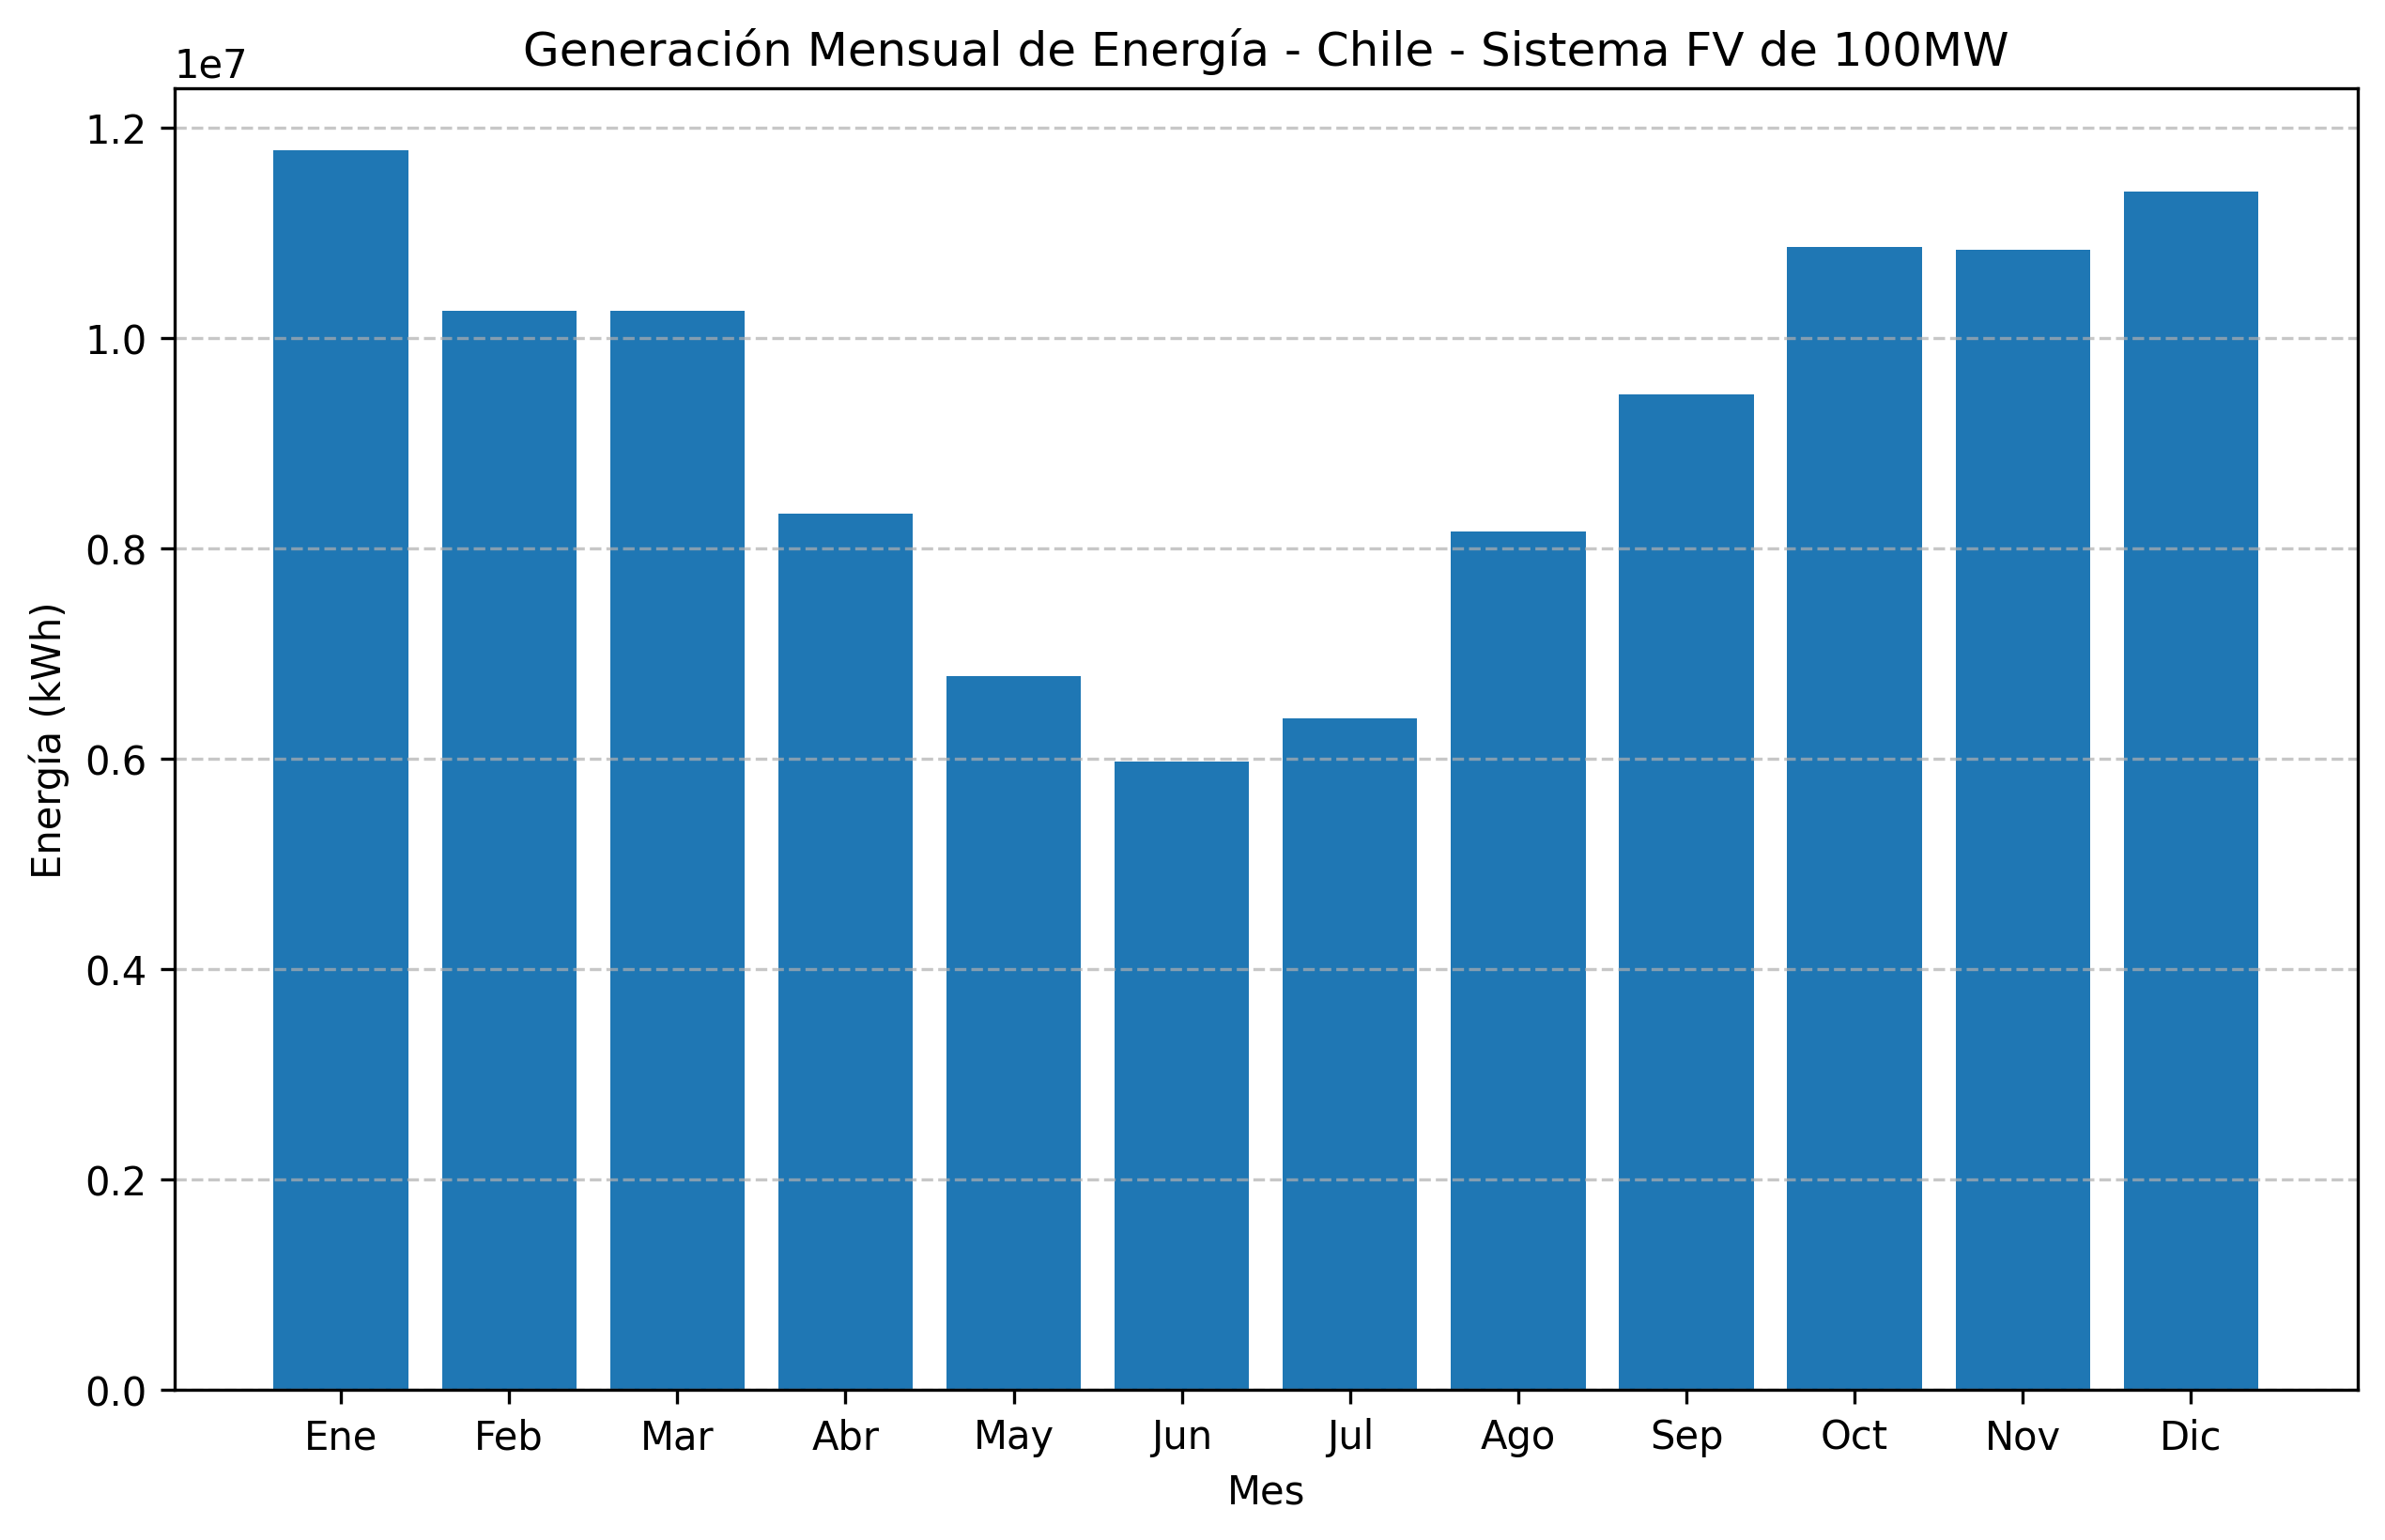 Generación Mensual de Energía - Chile - Sistema FV de 100MW
1e7
1.2
1.0
0.8
0.6
0.4
0.2
0.0
Energía (kWh)
Ene Feb Mar Abr May Jun Jul Ago Sep Oct Nov Dic
Mes